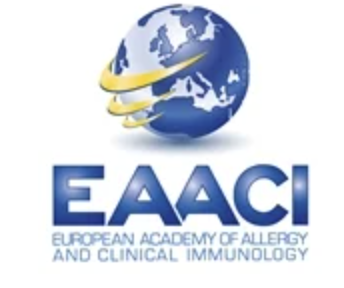 EAACI
EUROPEAN ACADEMY OF ALLERGY
AND CLINICAL IMMUNOLOGY